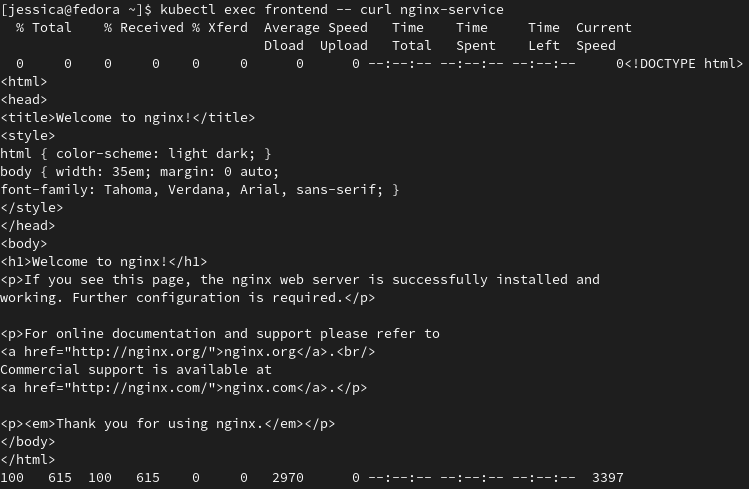 [jessica@fedora ~]$ kubectl exec frontend -- curl nginx-service
  % Total    % Received % Xferd  Average Speed   Time    Time     Time  Current
                                 Dload  Upload   Total   Spent    Left  Speed
  0     0    0     0    0     0      0      0 --:--:-- --:--:-- --:--:--     0<!DOCTYPE html>
<html>
<head>
<title>Welcome to nginx!</title>
<style>
html { color-scheme: light dark; }
body { width: 35em; margin: 0 auto;
font-family: Tahoma, Verdana, Arial, sans-serif; }
</style>
</head>
<body>
<h1>Welcome to nginx!</h1>
<p>If you see this page, the nginx web server is successfully installed and
working. Further configuration is required.</p>

<p>For online documentation and support please refer to
<a href="http://nginx.org/">nginx.org</a>.<br/>
Commercial support is available at
<a href="http://nginx.com/">nginx.com</a>.</p>

<p><em>Thank you for using nginx.</em></p>
</body>
</html>
100   615  100   615    0     0   2970      0 --:--:-- --:--:-- --:--:--  3397